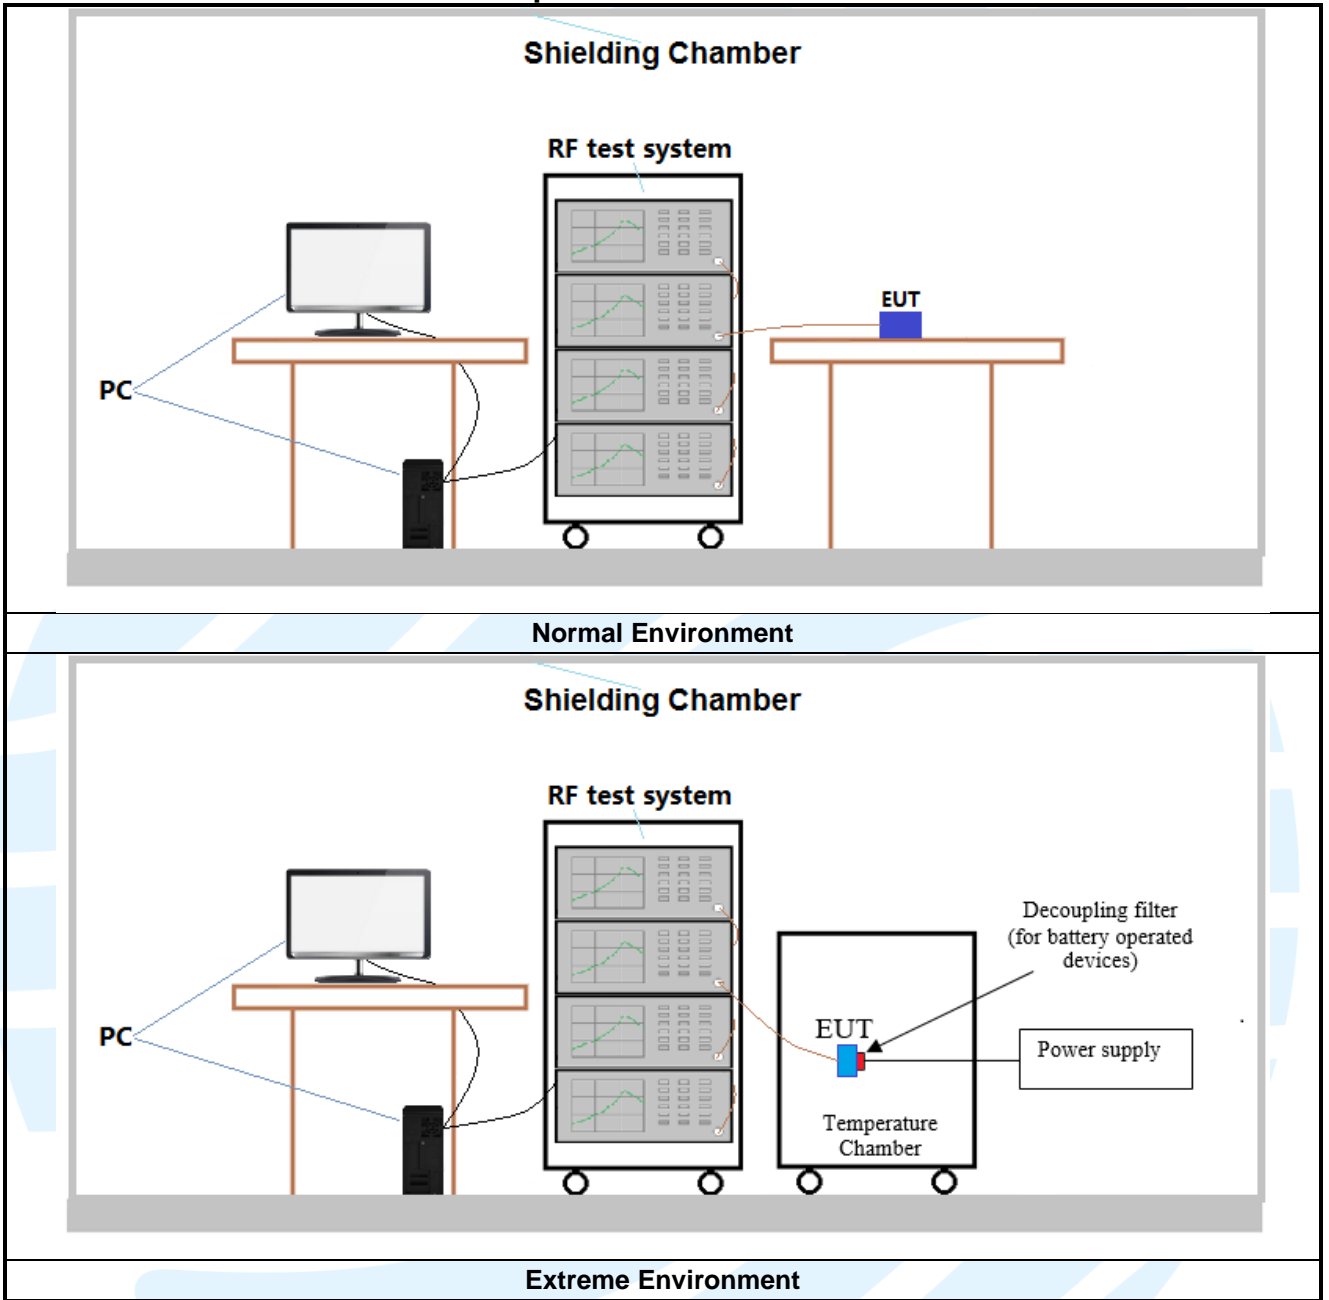 Shielding Chamber
RF test system
EUT
PC
Normal Environment
Shielding Chamber
RF test system
Decoupling filter
(for battery operated
devices)
EUT
PC
Power supply
Temperature
Chamber
Extreme Environment